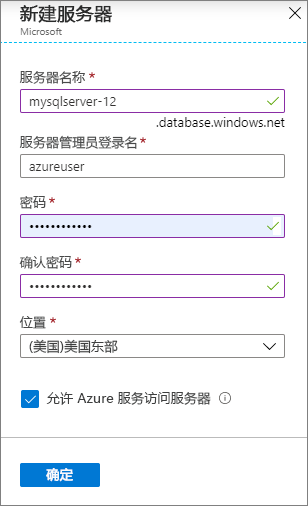 新建服务器
Microsoft
服务器名称 *
mysqlserver-12
.database.windows.net
服务器管理员登录名*
azureuser
密码 *
••••••••••••
确认密码 *
••••••••••••
位置 *
(美国)美国东部
允许 Azure 服务访问服务器
确定